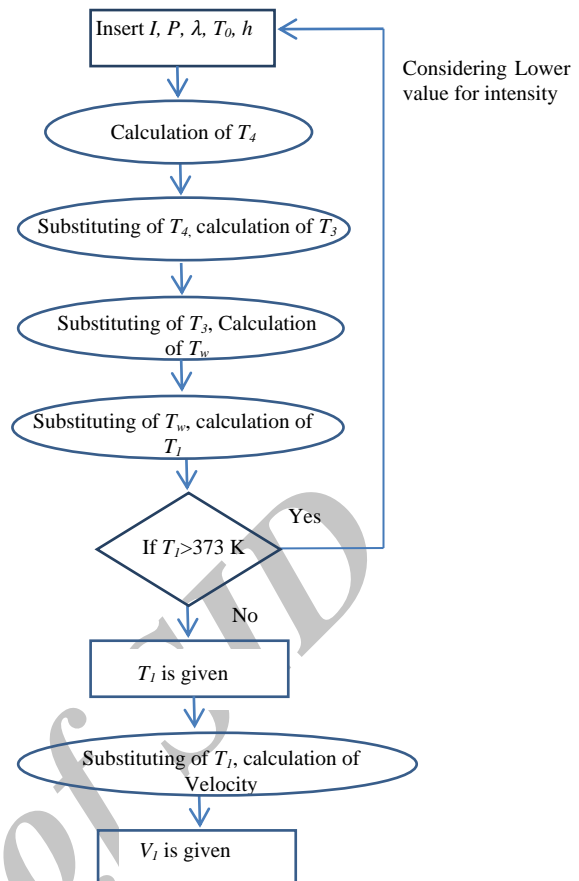 Insert I, P, λ, T0, h
Considering Lower
value for intensity
Calculation of T4
Substituting of T4, calculation of T3
Substituting of T3, Calculation
of Tw
Substituting of Tw, calculation of
T1
If T1>373 K
Yes
No
T1 is given
Substituting of T1, calculation of
Velocity
V1 is given
of SID